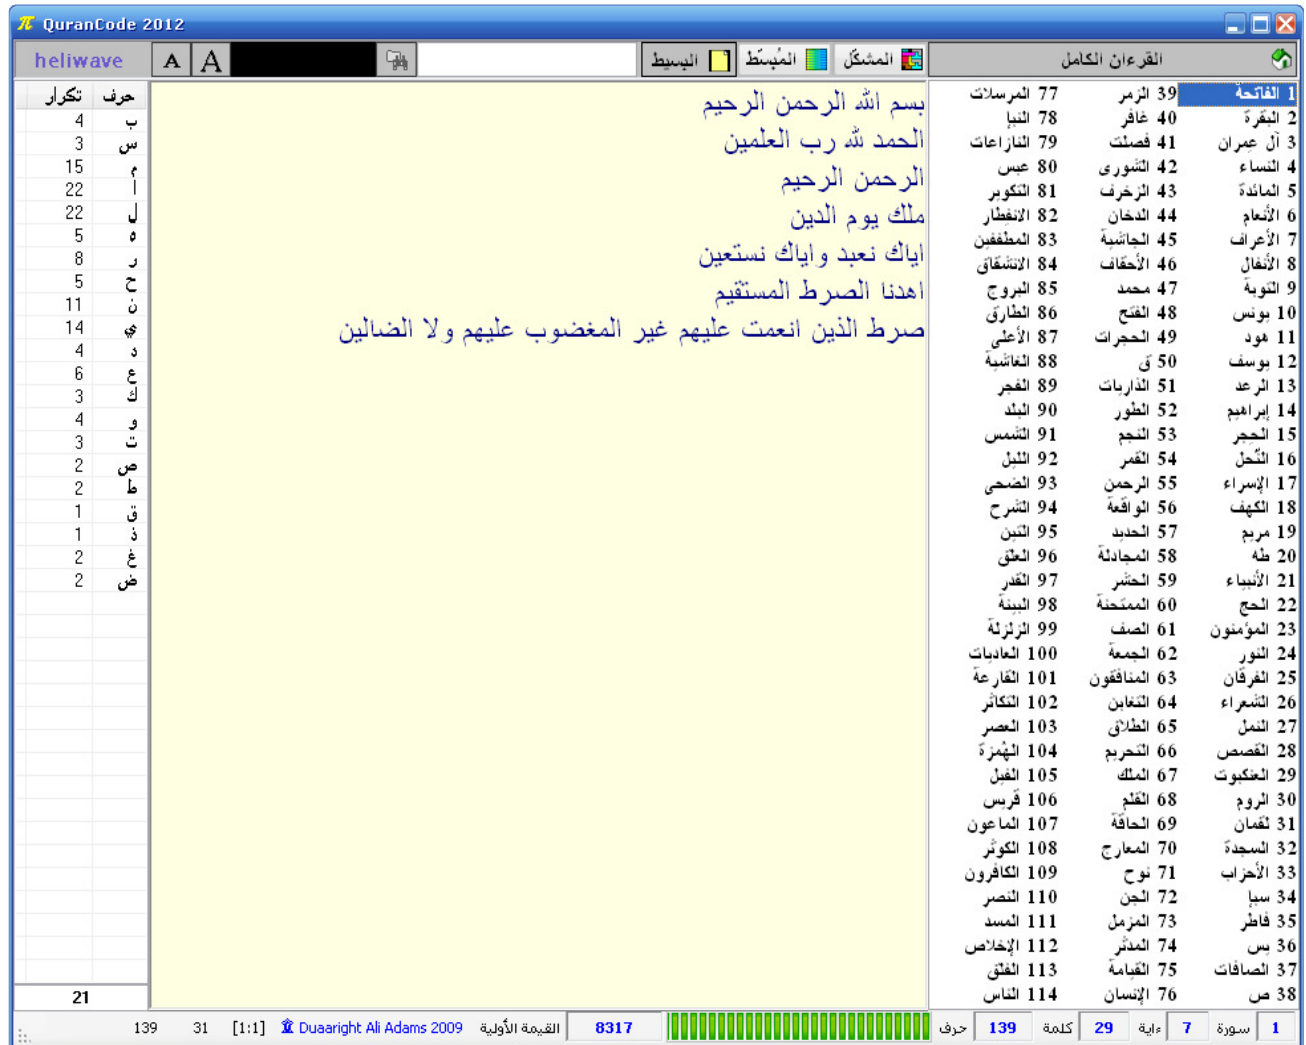 QuranCode 2012
heliwave
A A
المشكّل المُبسّط البسيط
القرءان الكامل
حرف تكرار
ب 4
س 3
م 15
أ 22
ل 22
ه 5
ر 8
ح 5
ن 11
ي 14
د 4
ع 6
ك 3
و 4
ت 3
ص 2
ط 2
ق 1
ذ 1
غ 2
ض 2
21
بسم الله الرحمن الرحيم
الحمد لله رب العلمين
الرحمن الرحيم
ملك يوم الدين
اياك نعبد واياك نستعين
اهدنا الصرط المستقيم
صرط الذين انعمت عليهم غير المغضوب عليهم ولا الضالين
1 الفاتحة
2 البقرة
3 آل عمران
4 النساء
5 المائدة
6 الأنعام
7 الأعراف
8 الأنفال
9 التوبة
10 يونس
11 هود
12 يوسف
13 الرعد
14 إبراهيم
15 الحجر
16 النّحل
17 الإسراء
18 الكهف
19 مريم
20 طه
21 الأنبياء
22 الحج
23 المؤمنون
24 النور
25 الفرقان
26 الشعراء
27 النمل
28 القصص
29 العنكبوت
30 الروم
31 لقمان
32 السجدة
33 الأحزاب
34 سبإ
35 فاطر
36 يس
37 الصافات
38 ص
39 الزمر
40 غافر
41 فصلت
42 الشورى
43 الزخرف
44 الدخان
45 الجاثية
46 الأحقاف
47 محمد
48 الفتح
49 الحجرات
50 ق
51 الذاريات
52 الطور
53 النجم
54 القمر
55 الرحمن
56 الواقعة
57 الحديد
58 المجادلة
59 الحشر
60 الممتحنة
61 الصف
62 الجمعة
63 المنافقون
64 التغابن
65 الطلاق
66 التحريم
67 الملك
68 القلم
69 الحاقة
70 المعارج
71 نوح
72 الجن
73 المزمل
74 المدثر
75 القيامة
76 الإنسان
77 المرسلات
78 النبإ
79 النازعات
80 عبس
81 التكوير
82 الانفطار
83 المطففين
84 الانشقاق
85 البروج
86 الطارق
87 الأعلى
88 الغاشية
89 الفجر
90 البلد
91 الشمس
92 الليل
93 الضحى
94 الشرح
95 التين
96 العلق
97 القدر
98 البينة
99 الزلزلة
100 العاديات
101 القارعة
102 التكاثر
103 العصر
104 الهُمزة
105 الفيل
106 قريش
107 الماعون
108 الكوثر
109 الكافرون
110 النصر
111 المسد
112 الإخلاص
113 الفلق
114 الناس
1 سورة 7 ءاية 29 كلمة 139 حرف
8317 القيمة الأولية
Duaaright Ali Adams 2009
[1:1] 31 139